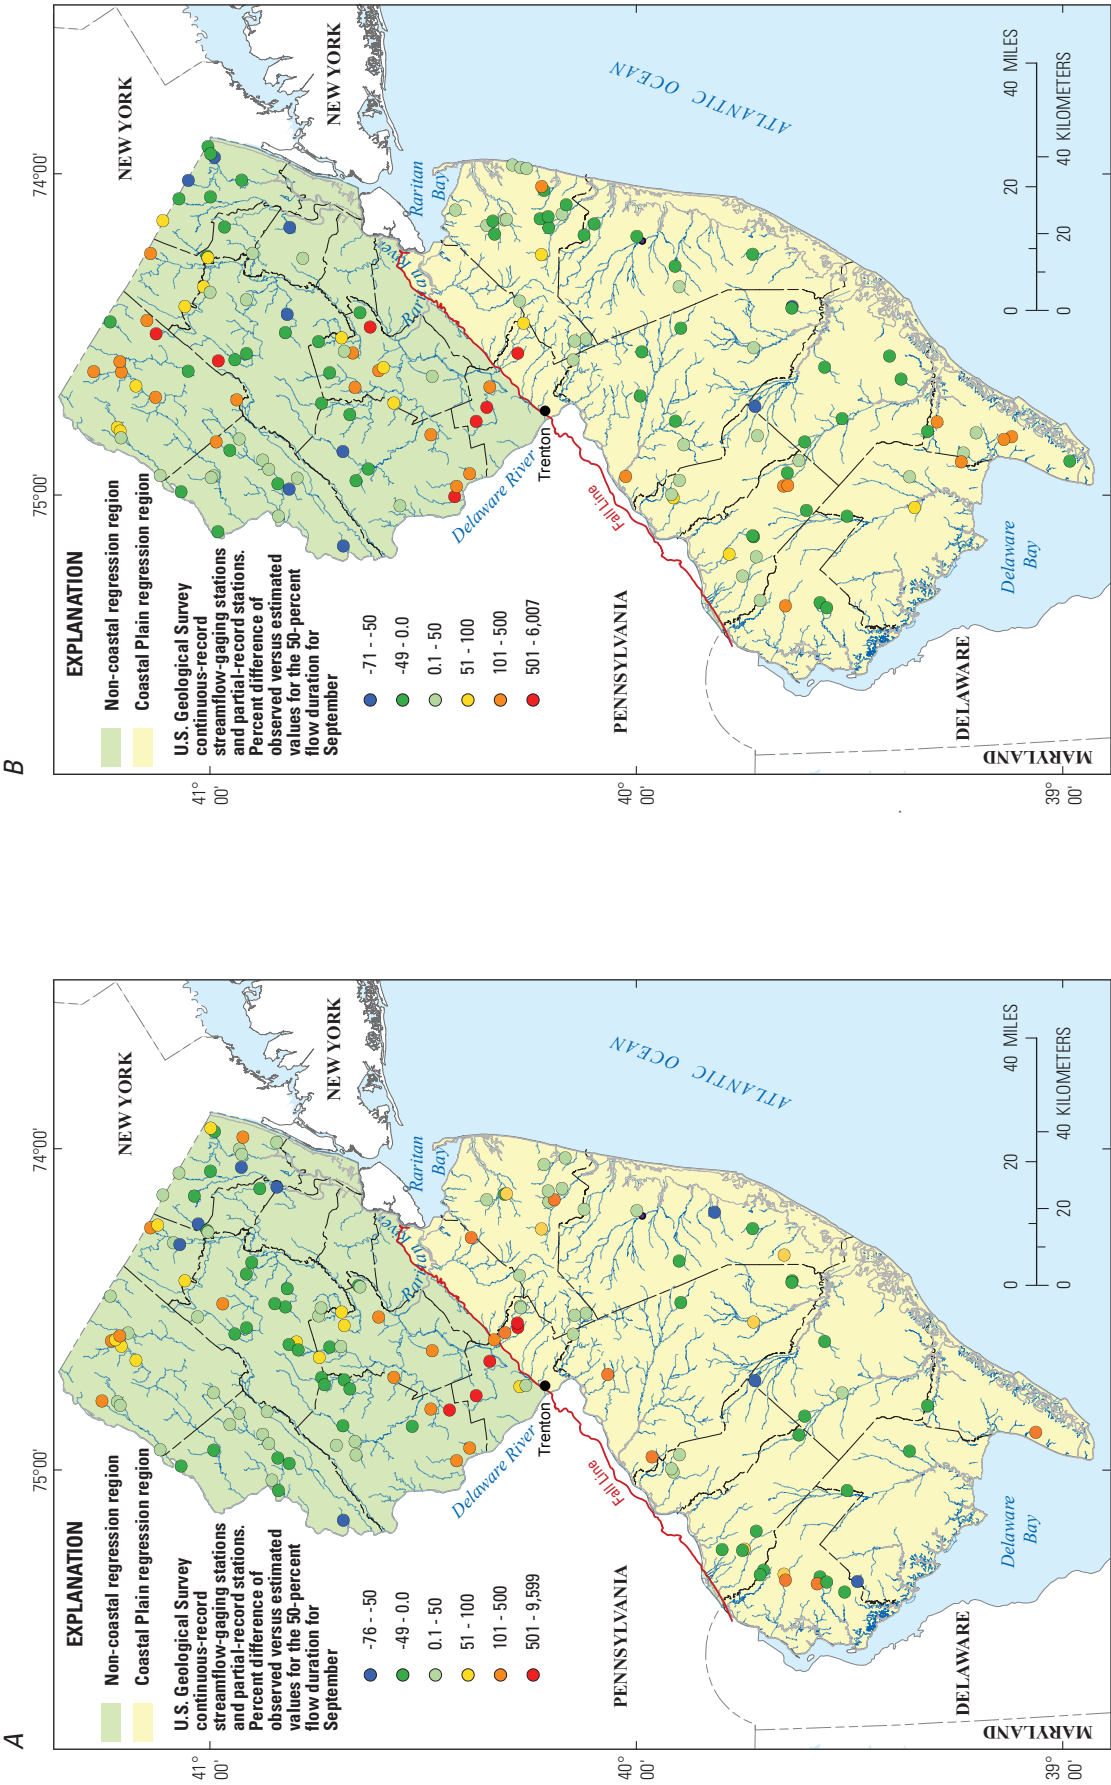 A
EXPLANATION
Non-coastal regression region
Coastal Plain regression region
U.S. Geological Survey
continuous-record
streamflow-gaging stations
and partial-record stations.
Percent difference of
observed versus estimated
values for the 50-percent
flow duration for
September
-76 - -50
-49 - 0.0
0.1 - 50
51 - 100
101 - 500
501 - 9,599
75°00'
74°00'
41°
00'
40°
00'
39°
00'
NEW YORK
NEW YORK
Raritan
Bay
Raritan River
Delaware River
Trenton
Fall Line
PENNSYLVANIA
ATLANTIC OCEAN
Delaware
Bay
DELAWARE
MARYLAND
0 20 40 MILES
0 20 40 KILOMETERS
B
EXPLANATION
Non-coastal regression region
Coastal Plain regression region
U.S. Geological Survey
continuous-record
streamflow-gaging stations
and partial-record stations.
Percent difference of
observed versus estimated
values for the 50-percent
flow duration for
September
-71 - -50
-49 - 0.0
0.1 - 50
51 - 100
101 - 500
501 - 6,007
75°00'
74°00'
41°
00'
40°
00'
39°
00'
NEW YORK
NEW YORK
Raritan
Bay
Raritan River
Delaware River
Trenton
Fall Line
PENNSYLVANIA
ATLANTIC OCEAN
Delaware
Bay
DELAWARE
MARYLAND
0 20 40 MILES
0 20 40 KILOMETERS